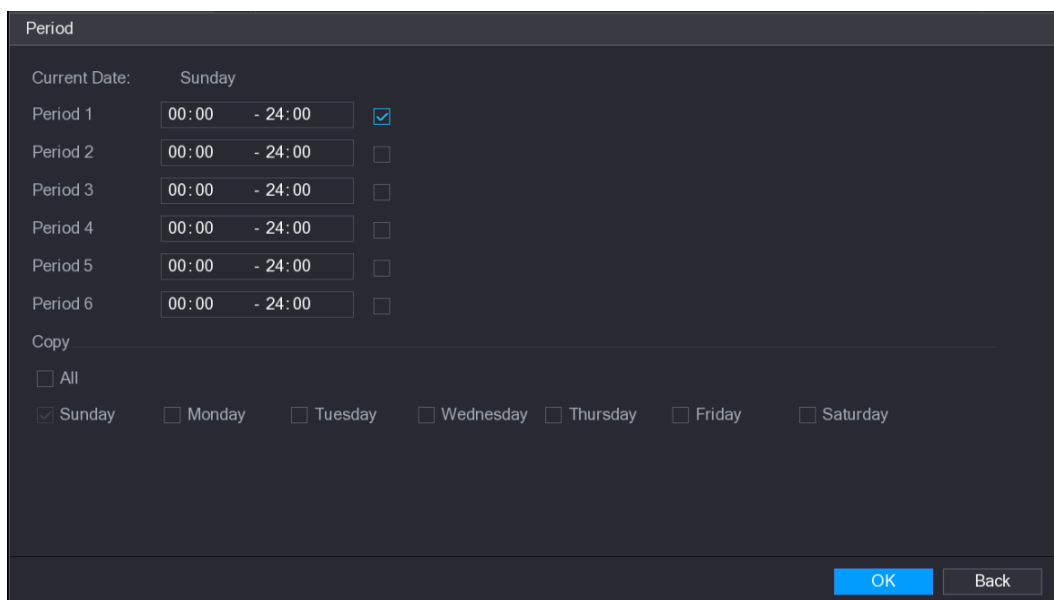 Period
Current Date: Sunday
Period 1 00:00 - 24:00
Period 2 00:00 - 24:00
Period 3 00:00 - 24:00
Period 4 00:00 - 24:00
Period 5 00:00 - 24:00
Period 6 00:00 - 24:00
Copy
All
Sunday Monday Tuesday Wednesday Thursday Friday Saturday
OK Back